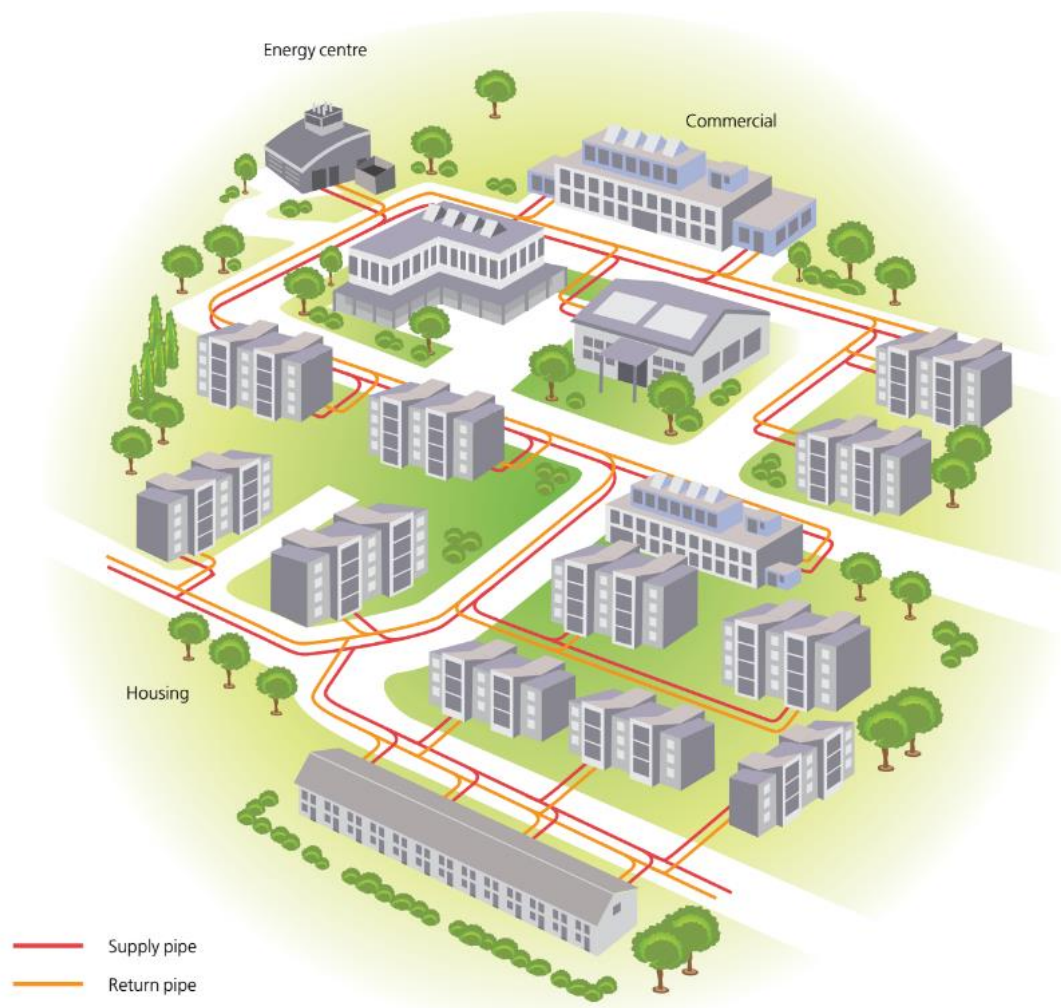 Energy centre
Commercial
Housing
Supply pipe
Return pipe